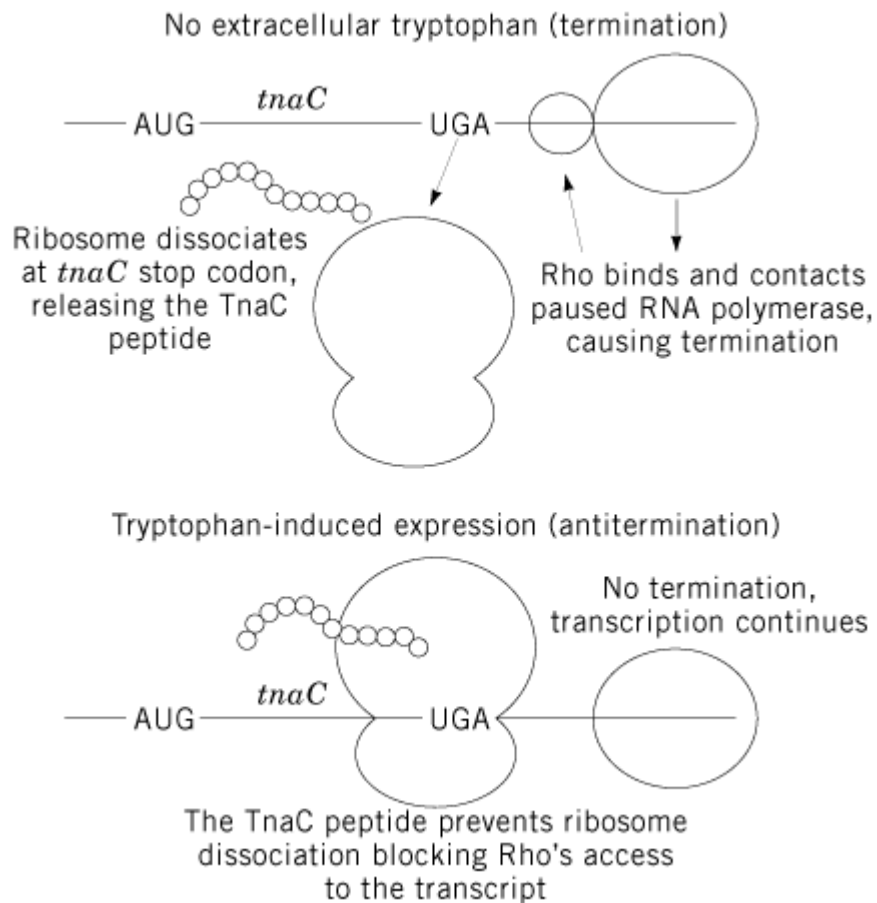 No extracellular tryptophan (termination)
tnaC
AUG UGA
Ribosome dissociates
at tnaC stop codon,
releasing the TnaC
peptide
Rho binds and contacts
paused RNA polymerase,
causing termination
Tryptophan-induced expression (antitermination)
No termination,
transcription continues
tnaC
AUG UGA
The TnaC peptide prevents ribosome
dissociation blocking Rho's access
to the transcript